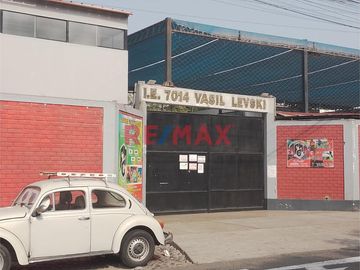 I.E. 7014 VASIL LEVSKI
RE/MAX